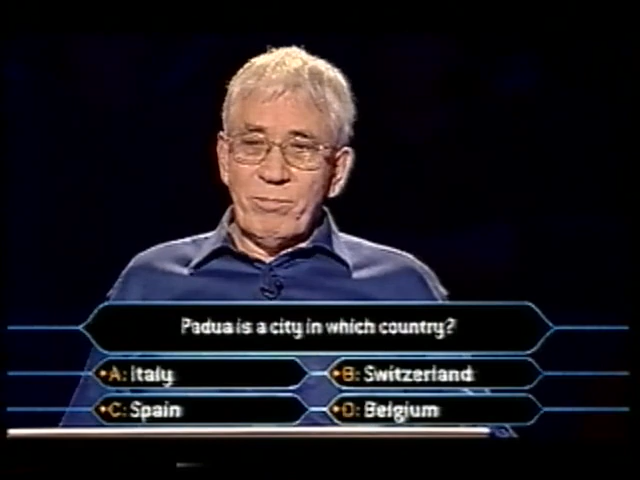 Padua is a city in which country?
A: Italy
B: Switzerland
C: Spain
D: Belgium